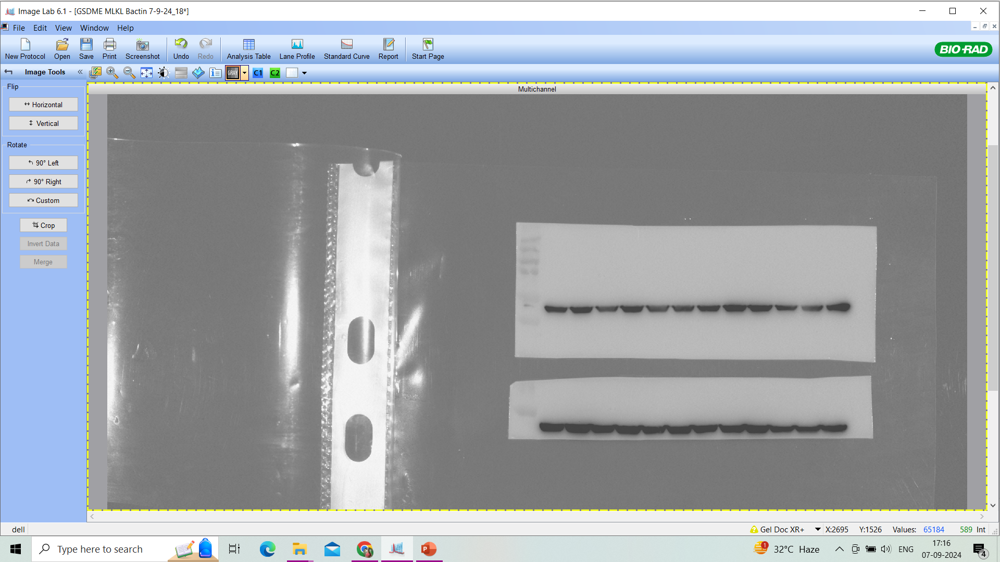 Image Lab 6.1 - [GSDME MLKL Bactin 7-9-24_18*]
File Edit View Window Help
New Protocol Open Save Print Screenshot Undo Redo Analysis Table Lane Profile Standard Curve Report Start Page
BIO-RAD
Image Tools « GRAY C1 C2
Multichannel
Flip
Horizontal
Vertical
Rotate
90° Left
90° Right
Custom
Crop
Invert Data
Merge
dell Gel Doc XR+ X:2695 Y:1526 Values: 65184 589 Int
Type here to search
1 32°C Haze ENG
17:16
07-09-2024
4